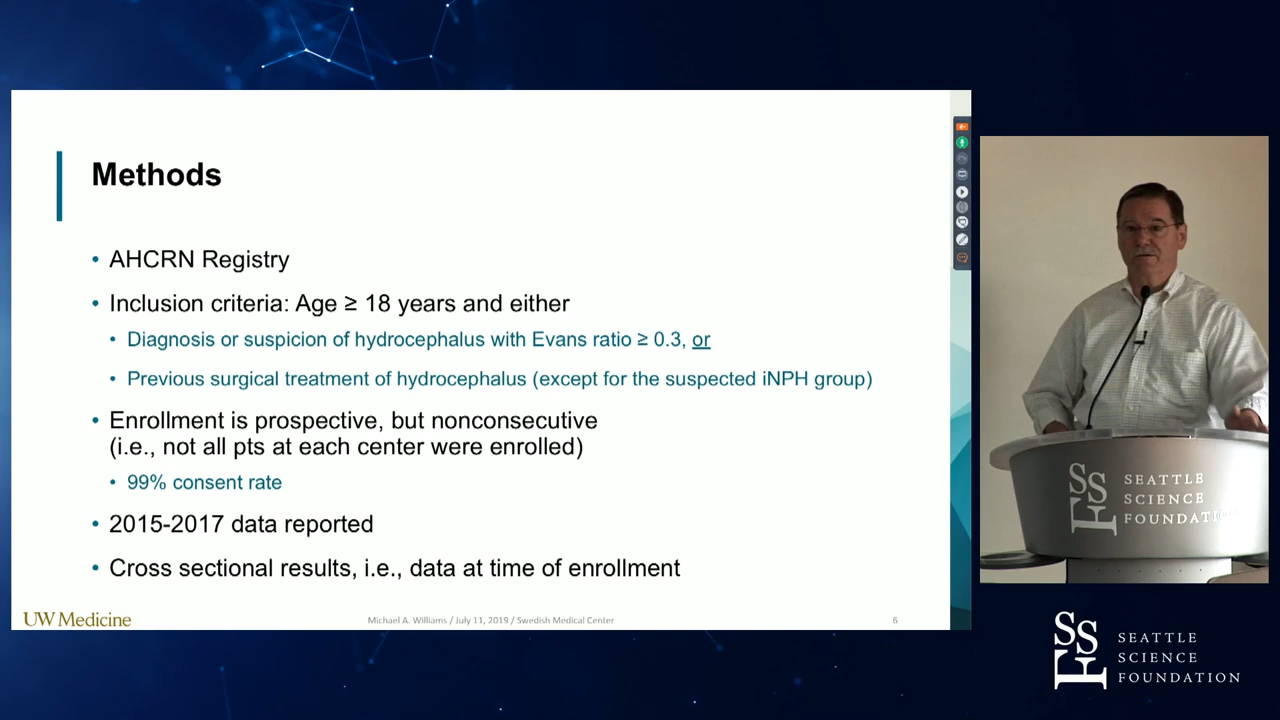 Methods
• AHCRN Registry
• Inclusion criteria: Age ≥ 18 years and either
• Diagnosis or suspicion of hydrocephalus with Evans ratio ≥ 0.3, or
• Previous surgical treatment of hydrocephalus (except for the suspected iNPH group)
• Enrollment is prospective, but nonconsecutive
(i.e., not all pts at each center were enrolled)
• 99% consent rate
• 2015-2017 data reported
• Cross sectional results, i.e., data at time of enrollment
UW Medicine
Michael A. Williams / July 11, 2019 / Swedish Medical Center
6
SSF
SEATTLE
SCIENCE
FOUNDATION
SSF
SEATTLE
SCIENCE
FOUNDATION